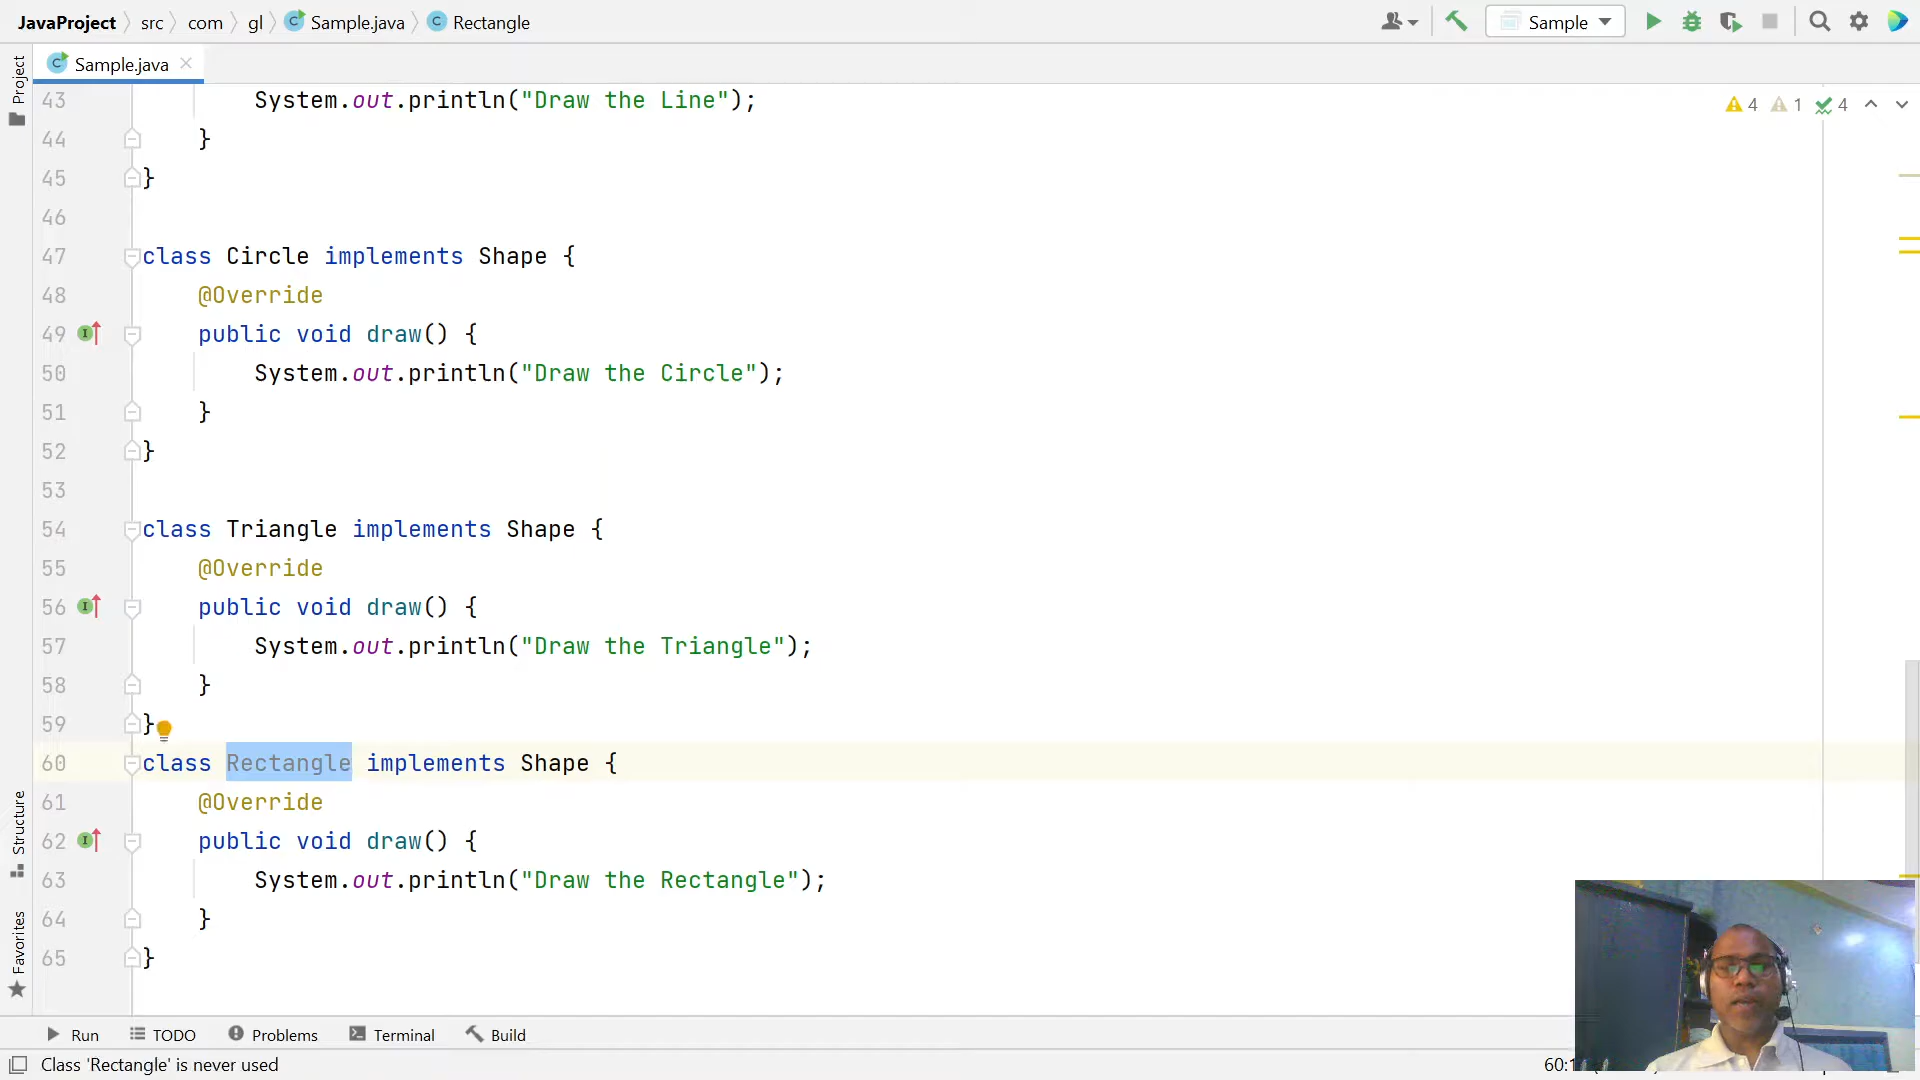 JavaProject src com gl Sample.java Rectangle Sample
Project
Sample.java
43 System.out.println("Draw the Line"); 4 1 4
44 }
45 }
46
47 class Circle implements Shape {
48 @Override
49 public void draw() {
50 System.out.println("Draw the Circle");
51 }
52 }
53
54 class Triangle implements Shape {
55 @Override
56 public void draw() {
57 System.out.println("Draw the Triangle");
58 }
59 }
60 class Rectangle implements Shape {
61 @Override
62 public void draw() {
63 System.out.println("Draw the Rectangle");
64 }
65 }
Structure
Favorites
Run TODO Problems Terminal Build
Class 'Rectangle' is never used